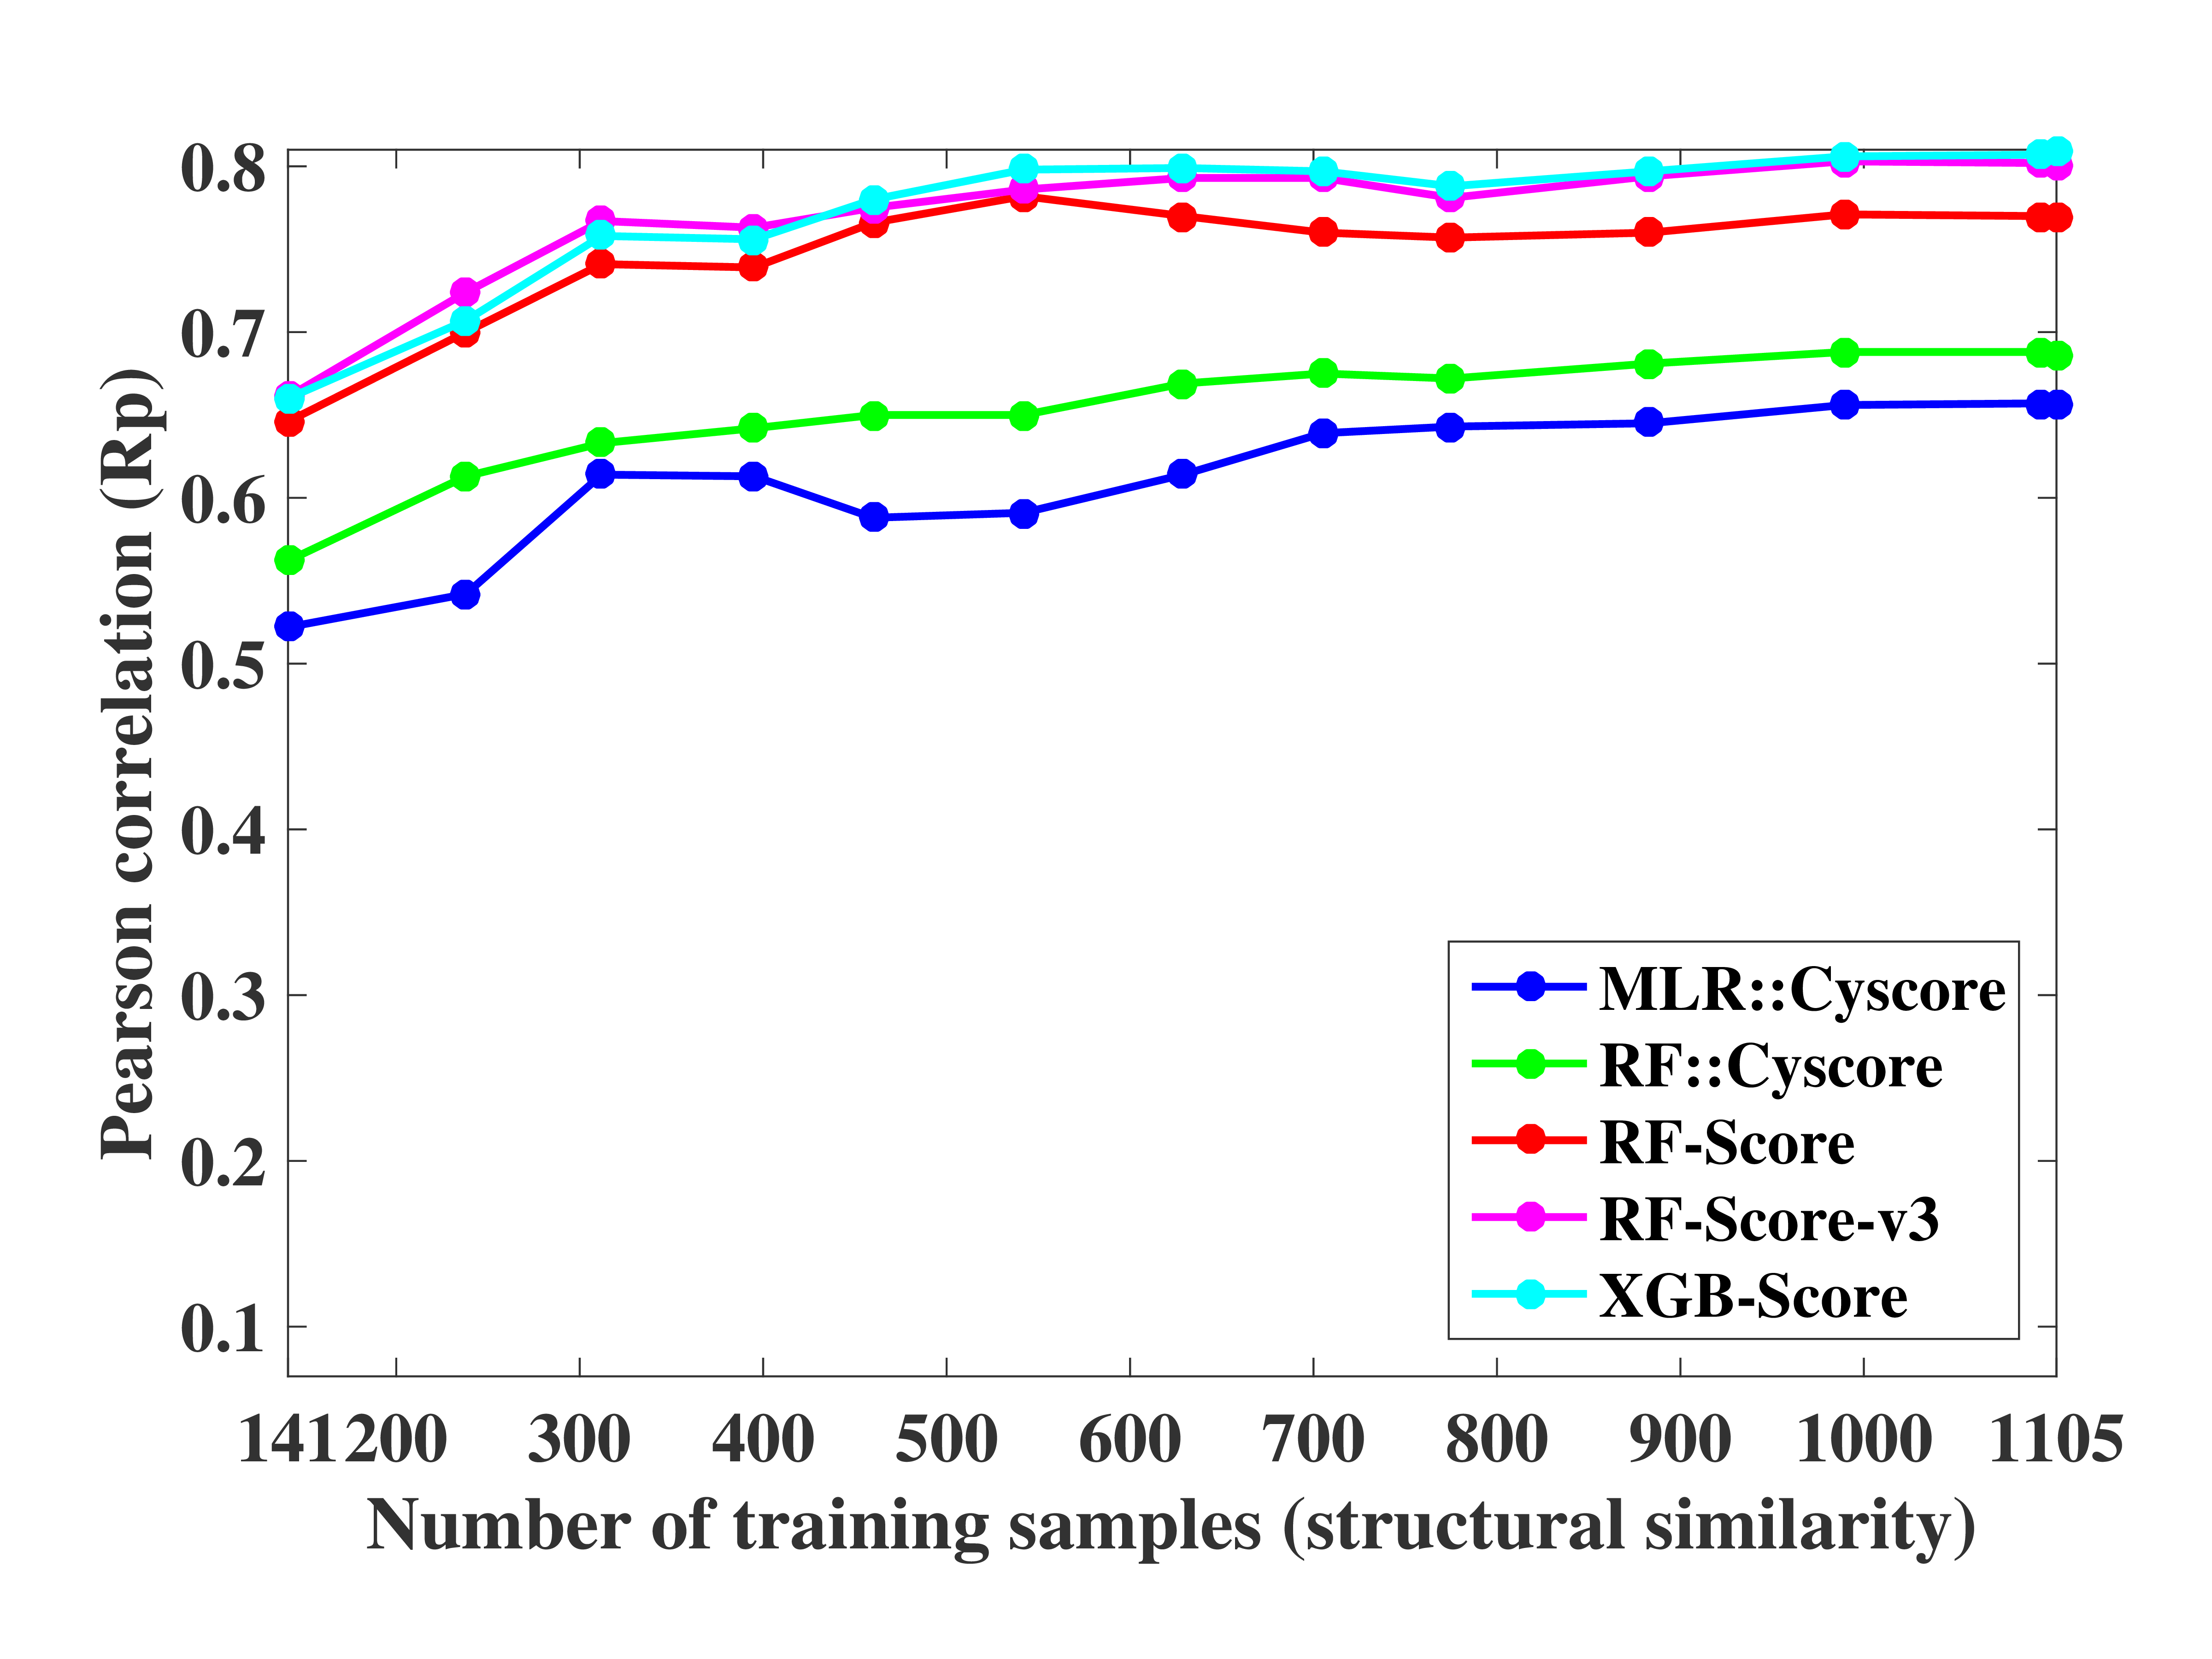 Pearson correlation (Rp)
0.8
0.7
0.6
0.5
0.4
0.3
0.2
0.1
MLR::Cyscore
RF::Cyscore
RF-Score
RF-Score-v3
XGB-Score
141 200 300 400 500 600 700 800 900 1000 1105
Number of training samples (structural similarity)